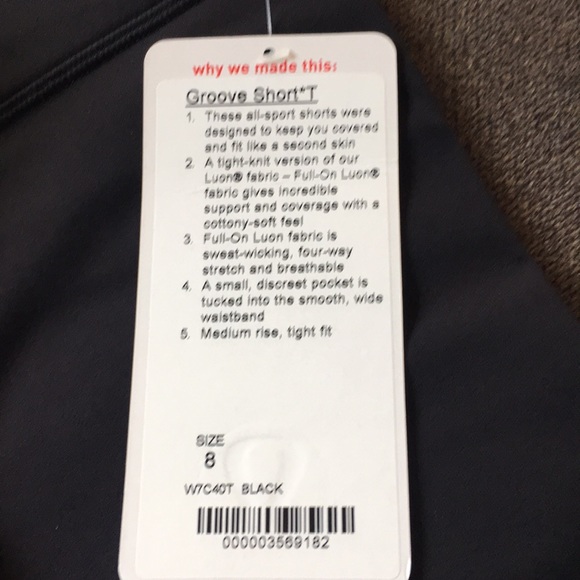 why we made this:
Groove Short*T
1. These all-sport shorts were
designed to keep you covered
and fit like a second skin
2. A tight-knit version of our
Luon® fabric – Full-On Luon®
fabric gives incredible
support and coverage with a
cottony-soft feel
3. Full-On Luon fabric is
sweat-wicking, four-way
stretch and breathable
4. A small, discreet pocket is
tucked into the smooth, wide
waistband
5. Medium rise, tight fit
SIZE
8
W7C40T BLACK
000003569182